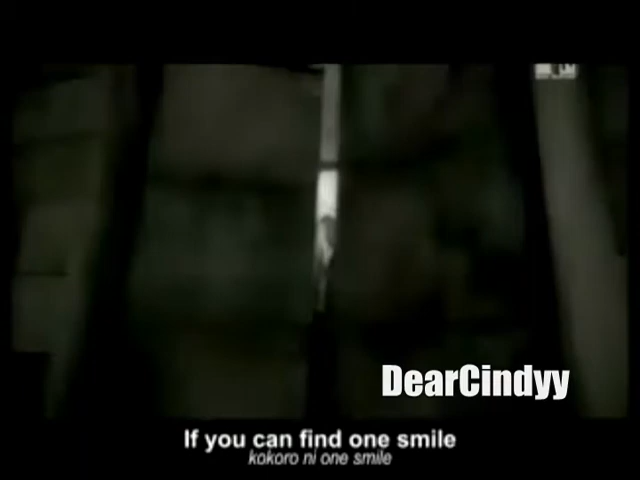 DearCindyy
If you can find one smile
kokoro ni one smile